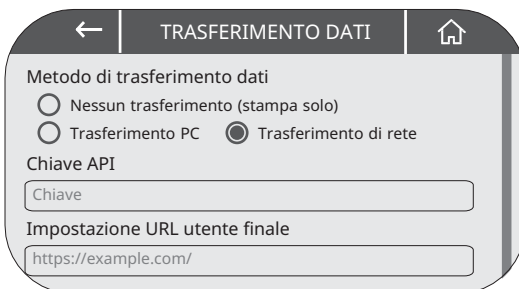 TRASFERIMENTO DATI
Metodo di trasferimento dati
Nessun trasferimento (stampa solo)
Trasferimento PC Trasferimento di rete
Chiave API
Chiave
Impostazione URL utente finale
https://example.com/